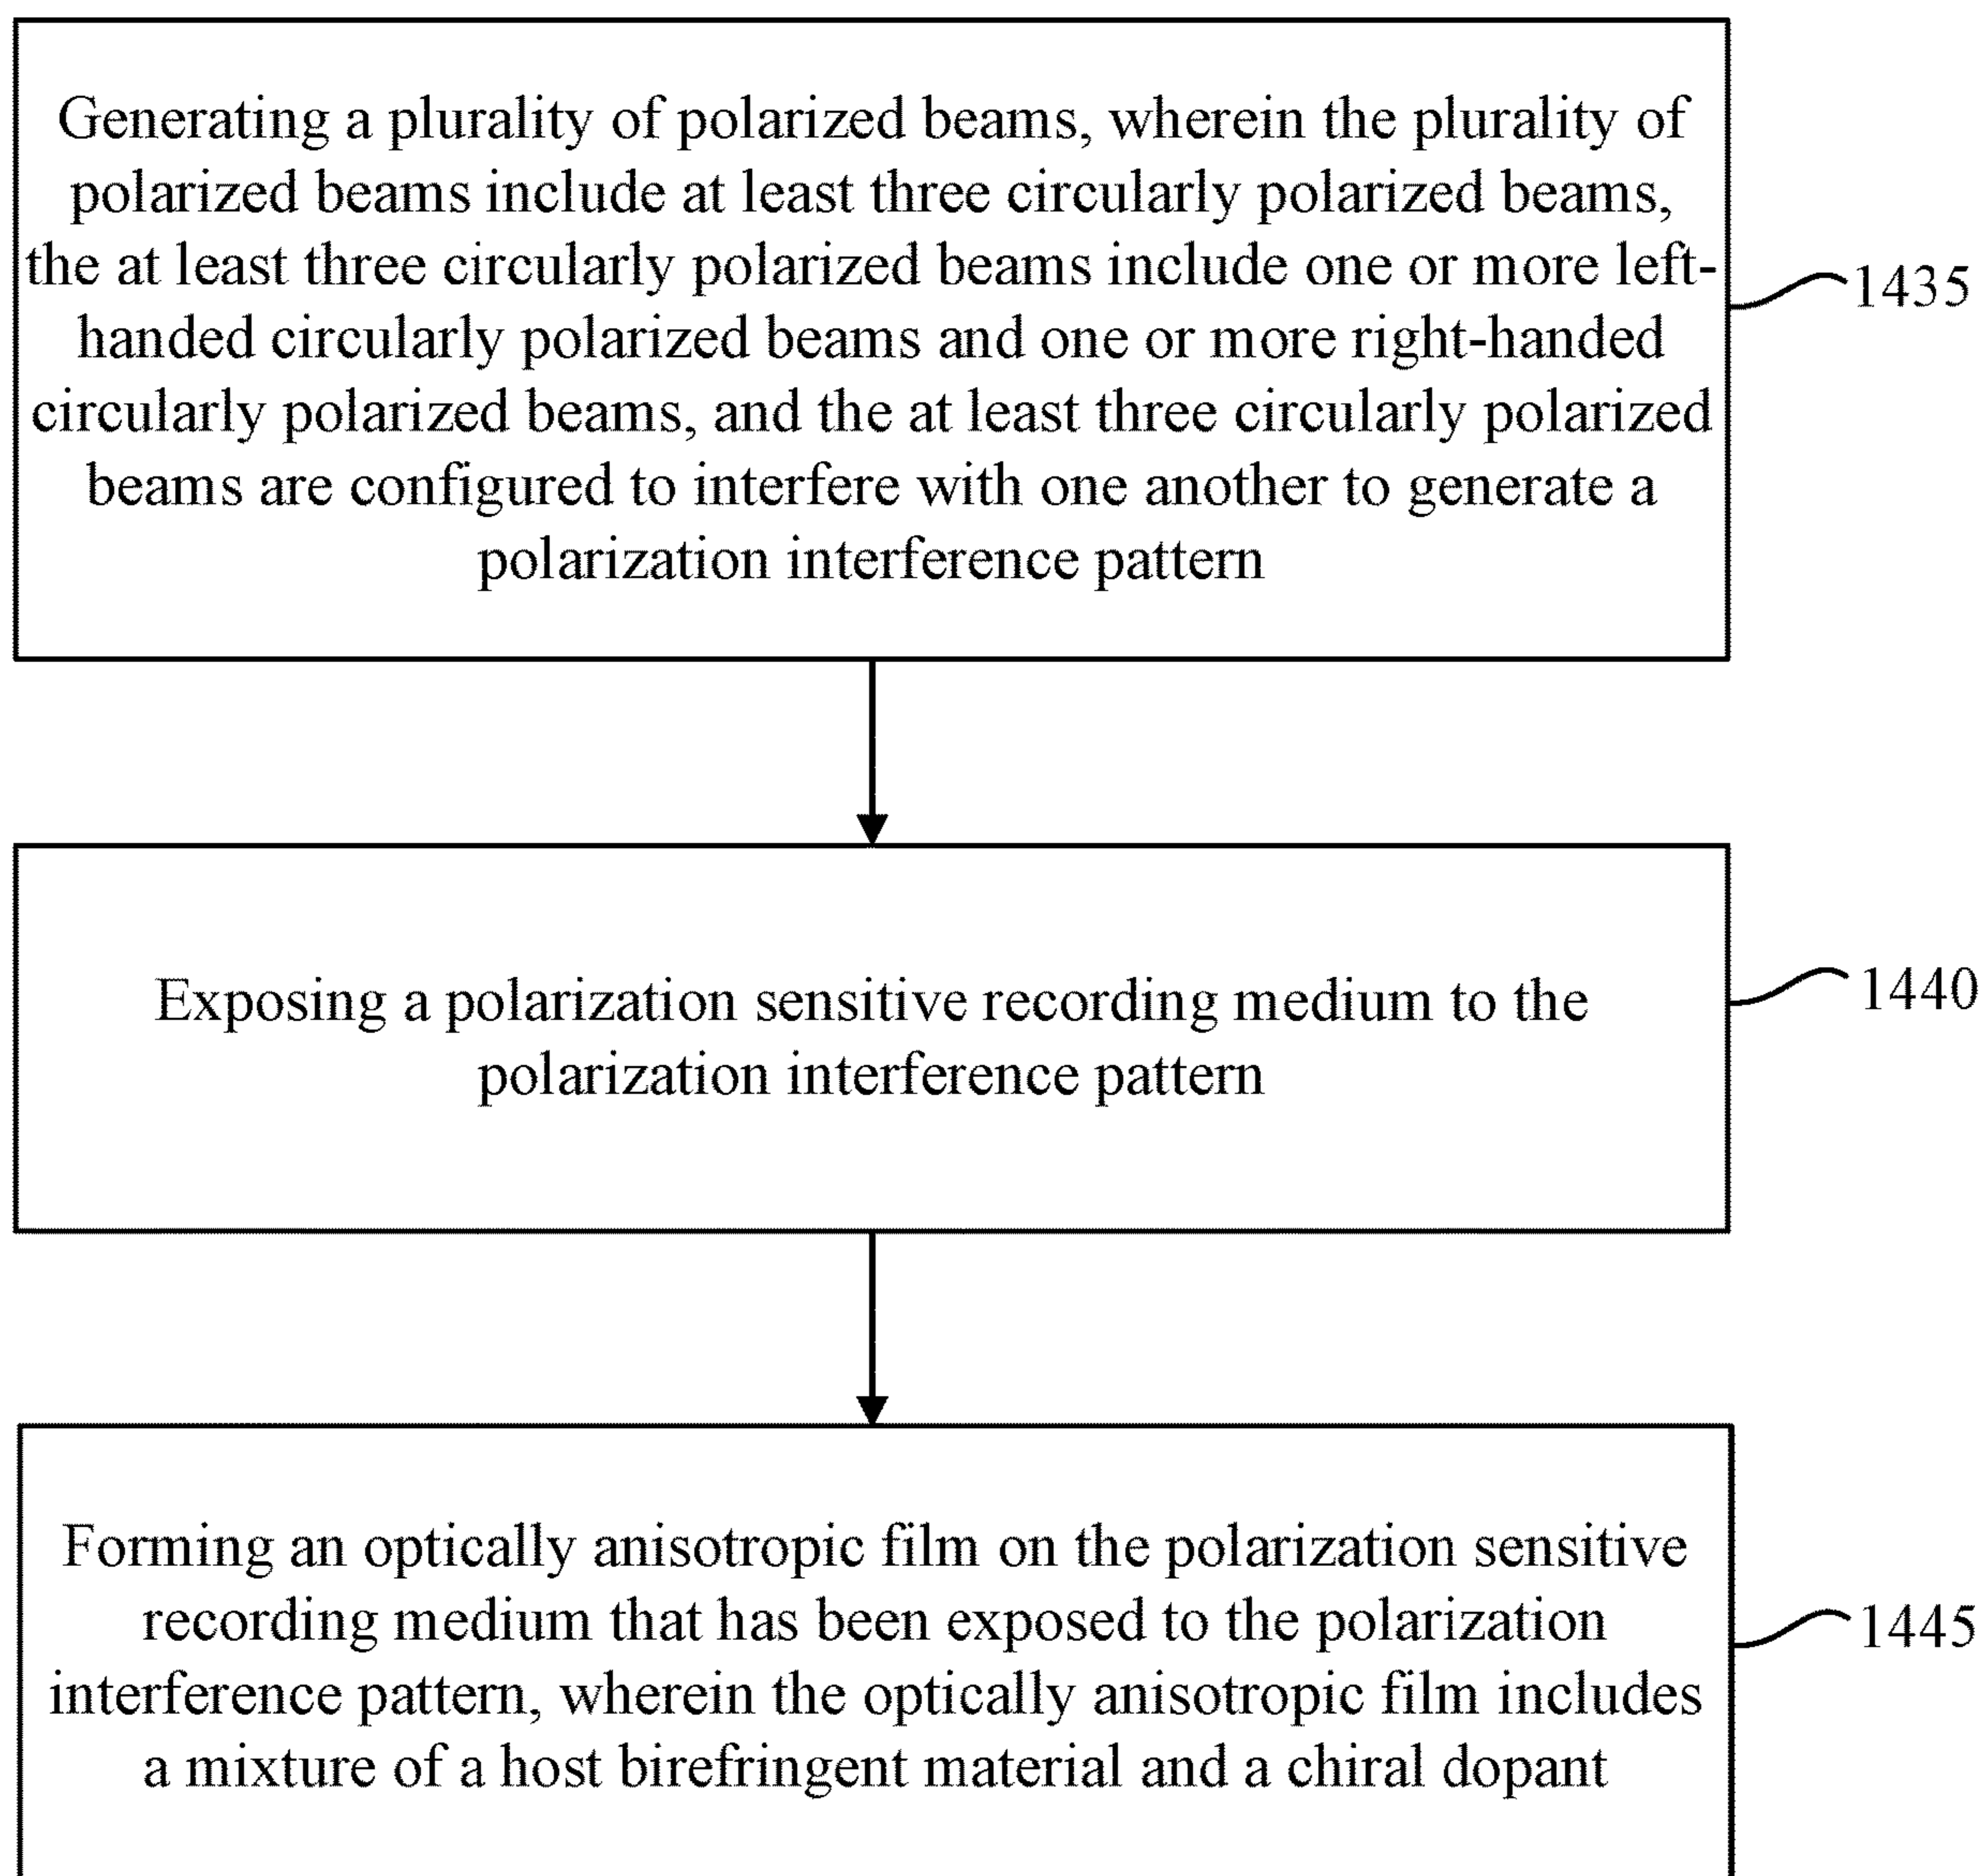 Generating a plurality of polarized beams, wherein the plurality of
polarized beams include at least three circularly polarized beams,
the at least three circularly polarized beams include one or more left-
handed circularly polarized beams and one or more right-handed
circularly polarized beams, and the at least three circularly polarized
beams are configured to interfere with one another to generate a
polarization interference pattern
1435
Exposing a polarization sensitive recording medium to the
polarization interference pattern
1440
Forming an optically anisotropic film on the polarization sensitive
recording medium that has been exposed to the polarization
interference pattern, wherein the optically anisotropic film includes
a mixture of a host birefringent material and a chiral dopant
1445